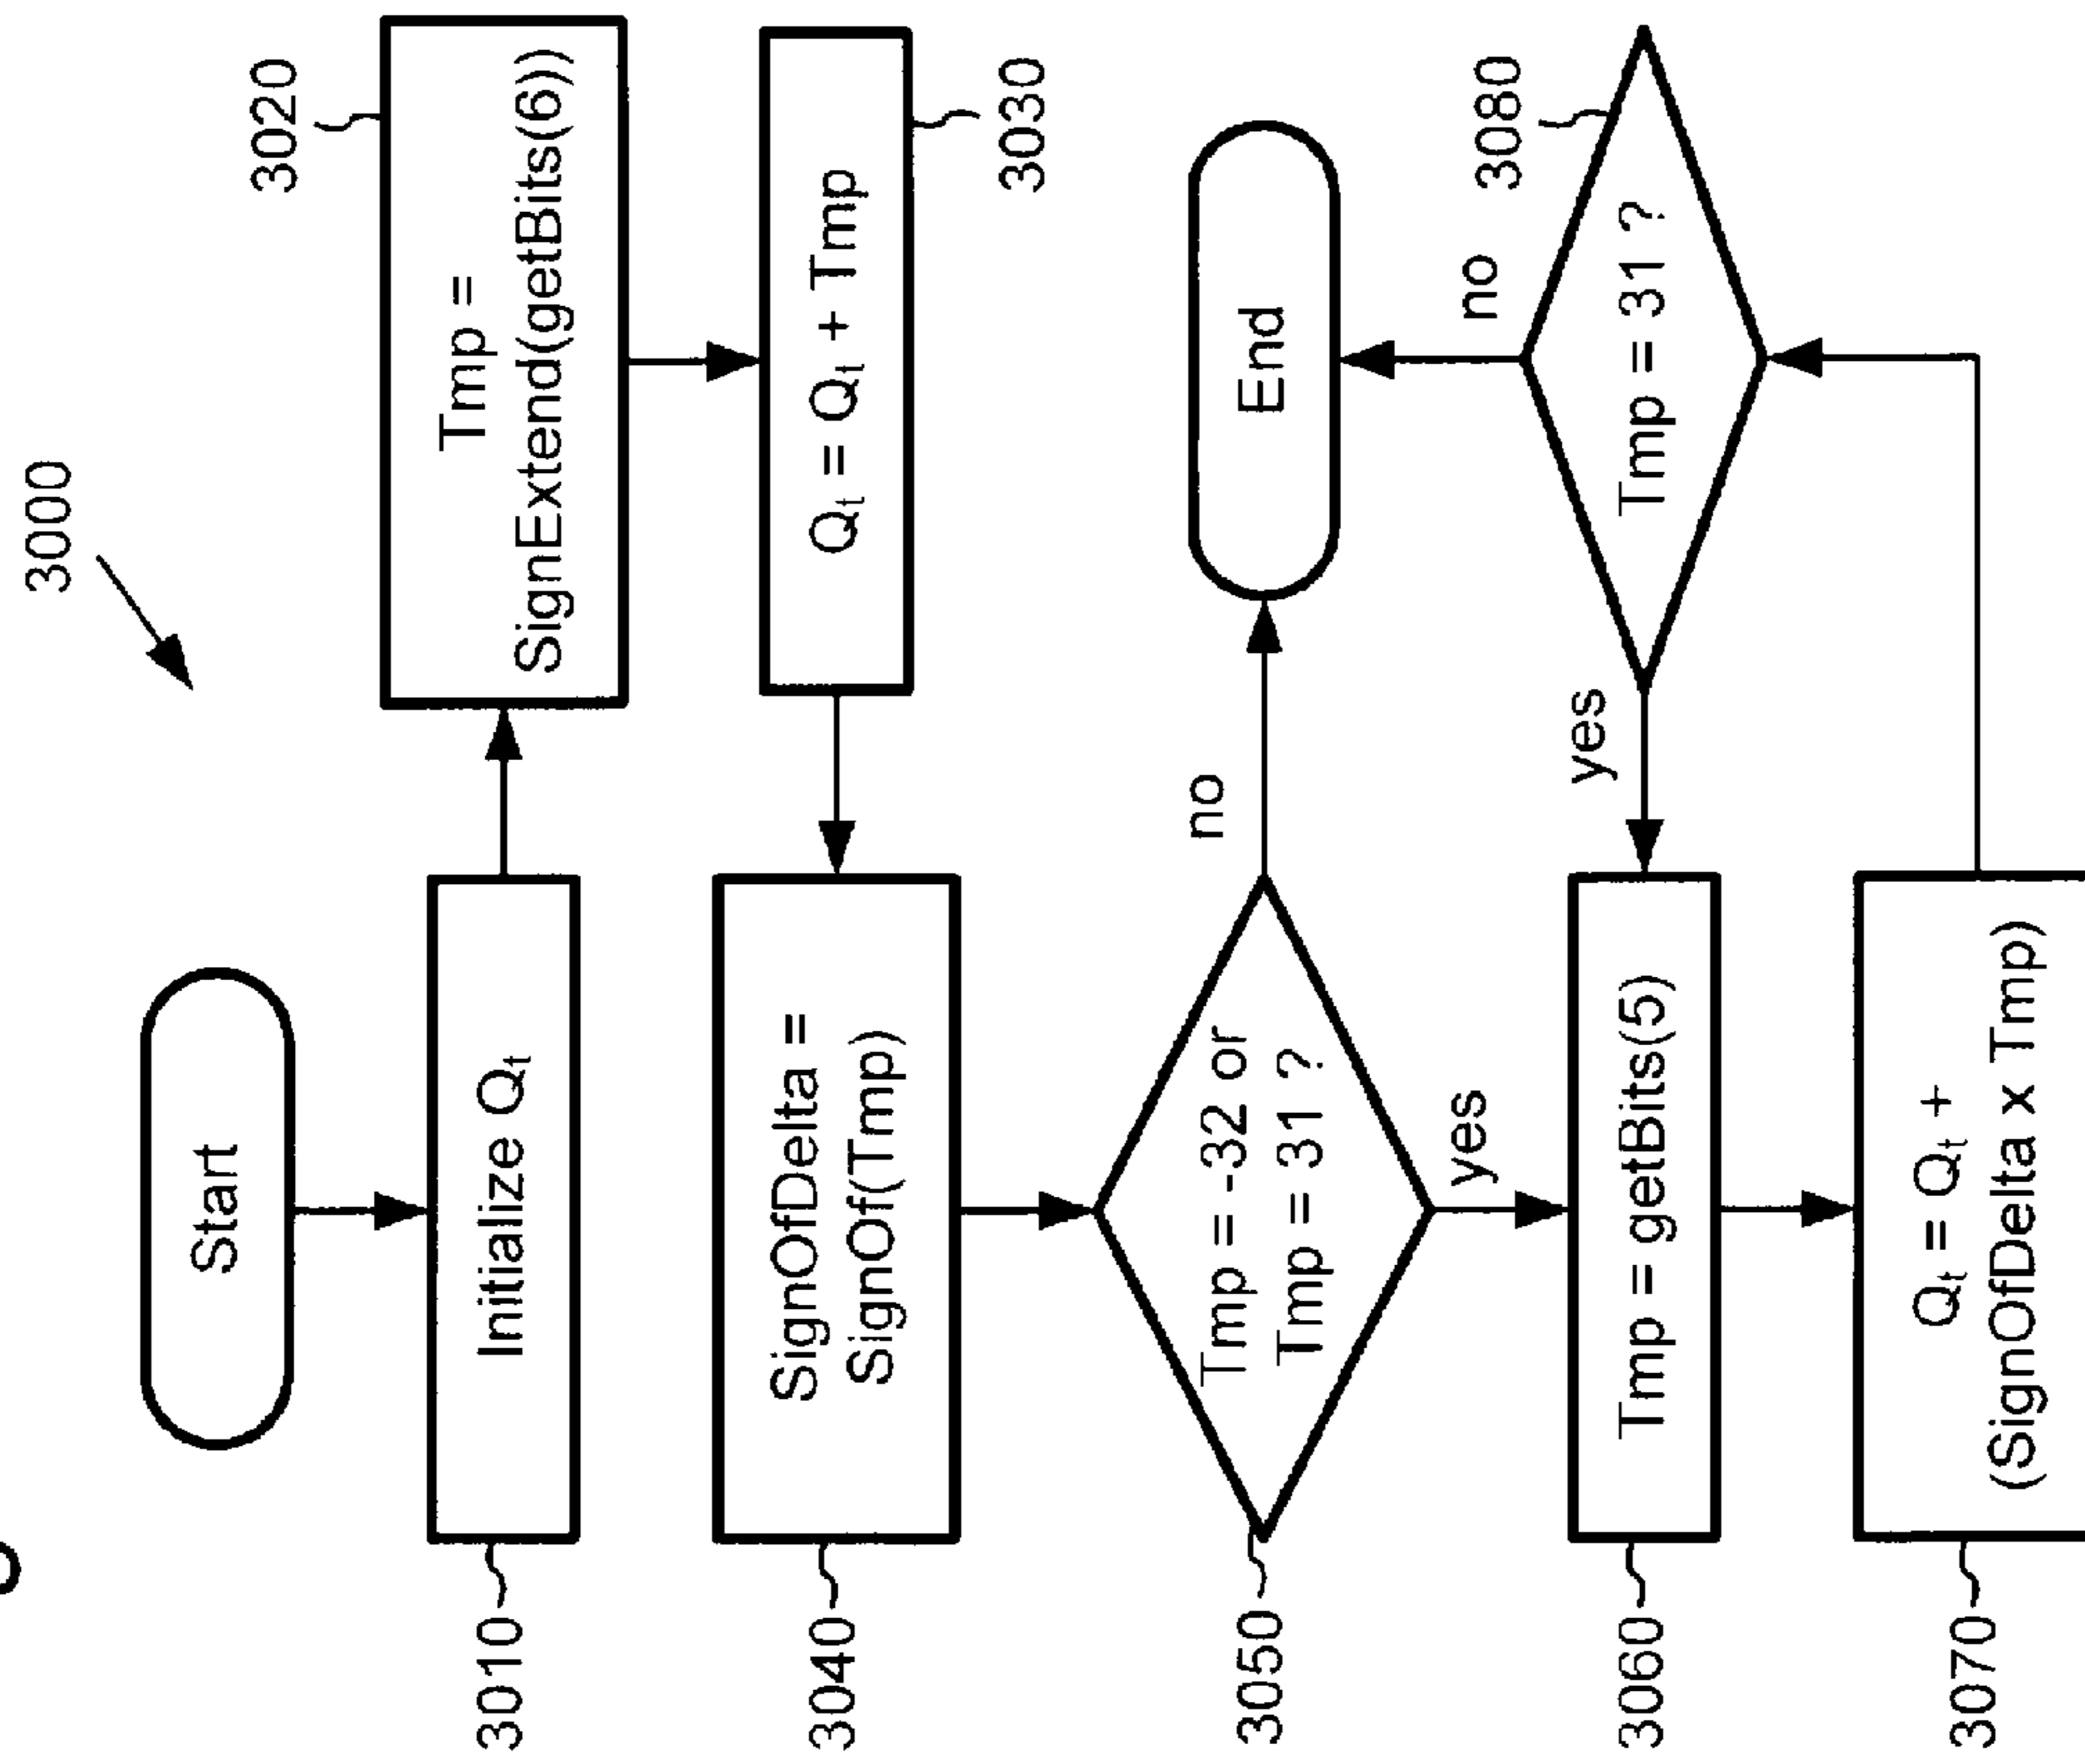 3000
Start
3010
Initialize Qt
3020
Tmp =
SignExtend(getBits(6))
3030
Qt = Qt + Tmp
3040
SignOfDelta =
SignOf(Tmp)
3050
Tmp = -32 or
Tmp = 31 ?
no
End
yes
3060
Tmp = getBits(5)
3070
Qt = Qt +
(SignOfDelta x Tmp)
3080
Tmp = 31 ?
no
yes